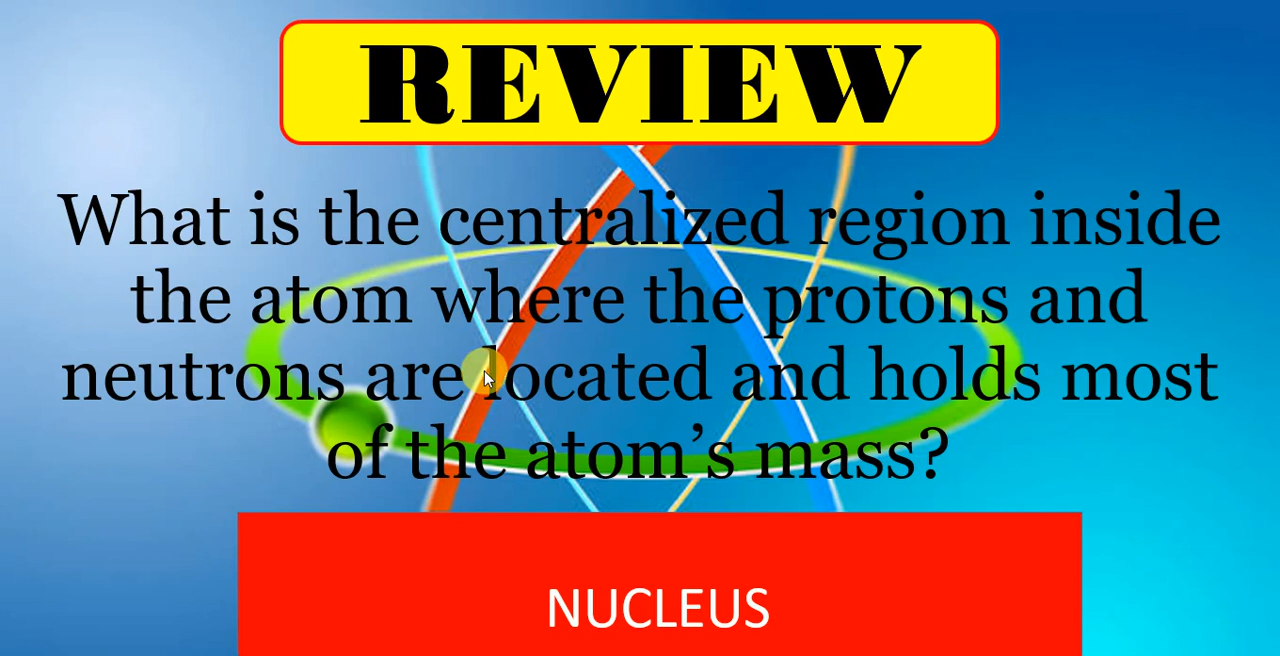 REVIEW
What is the centralized region inside
the atom where the protons and
neutrons are located and holds most
of the atom’s mass?
NUCLEUS